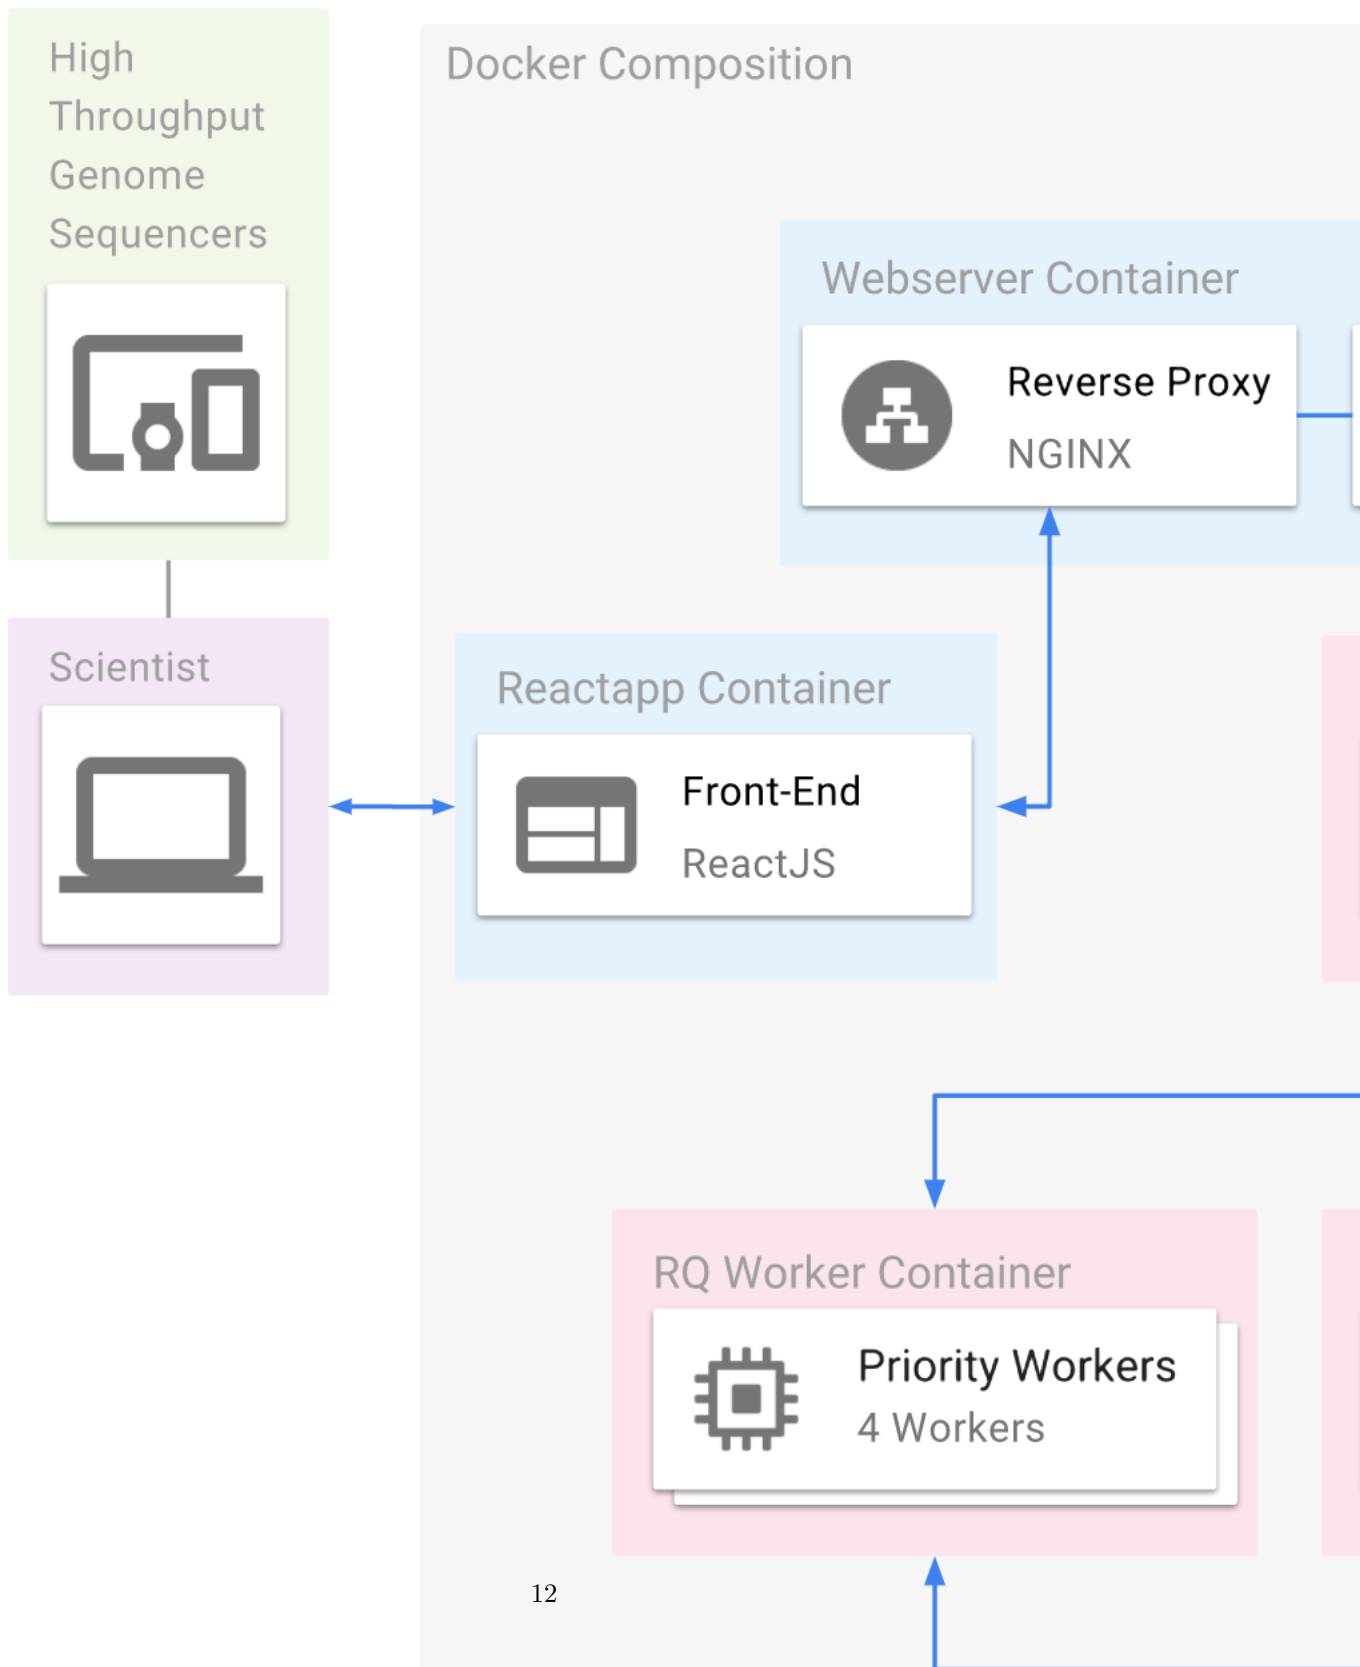 High
Throughput
Genome
Sequencers
Docker Composition
Webserver Container
Reverse Proxy
NGINX
Scientist
Reactapp Container
Front-End
ReactJS
RQ Worker Container
Priority Workers
4 Workers
12